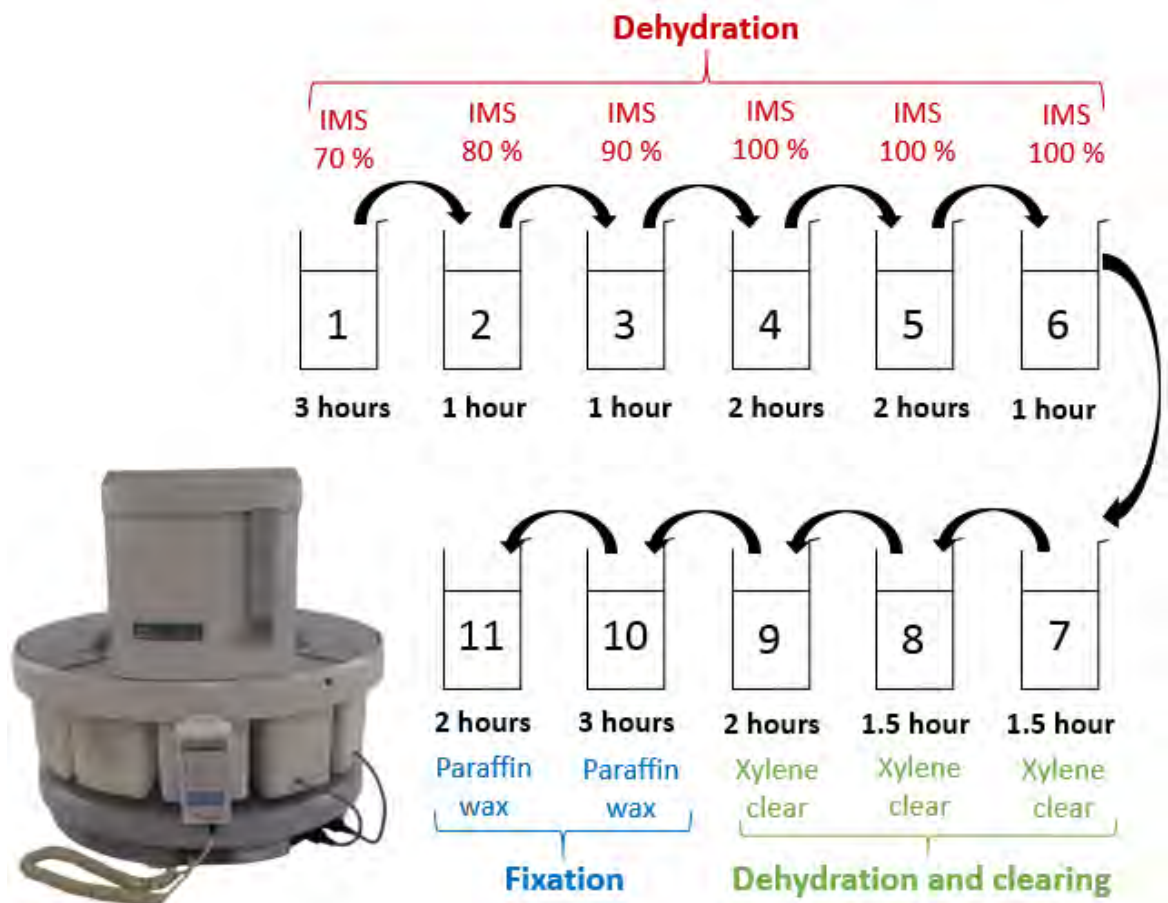 Dehydration
IMS 70 %
IMS 80 %
IMS 90 %
IMS 100 %
IMS 100 %
IMS 100 %
1
2
3
4
5
6
3 hours
1 hour
1 hour
2 hours
2 hours
1 hour
11
10
9
8
7
2 hours
3 hours
2 hours
1.5 hour
1.5 hour
Paraffin wax
Paraffin wax
Xylene clear
Xylene clear
Xylene clear
Fixation
Dehydration and clearing